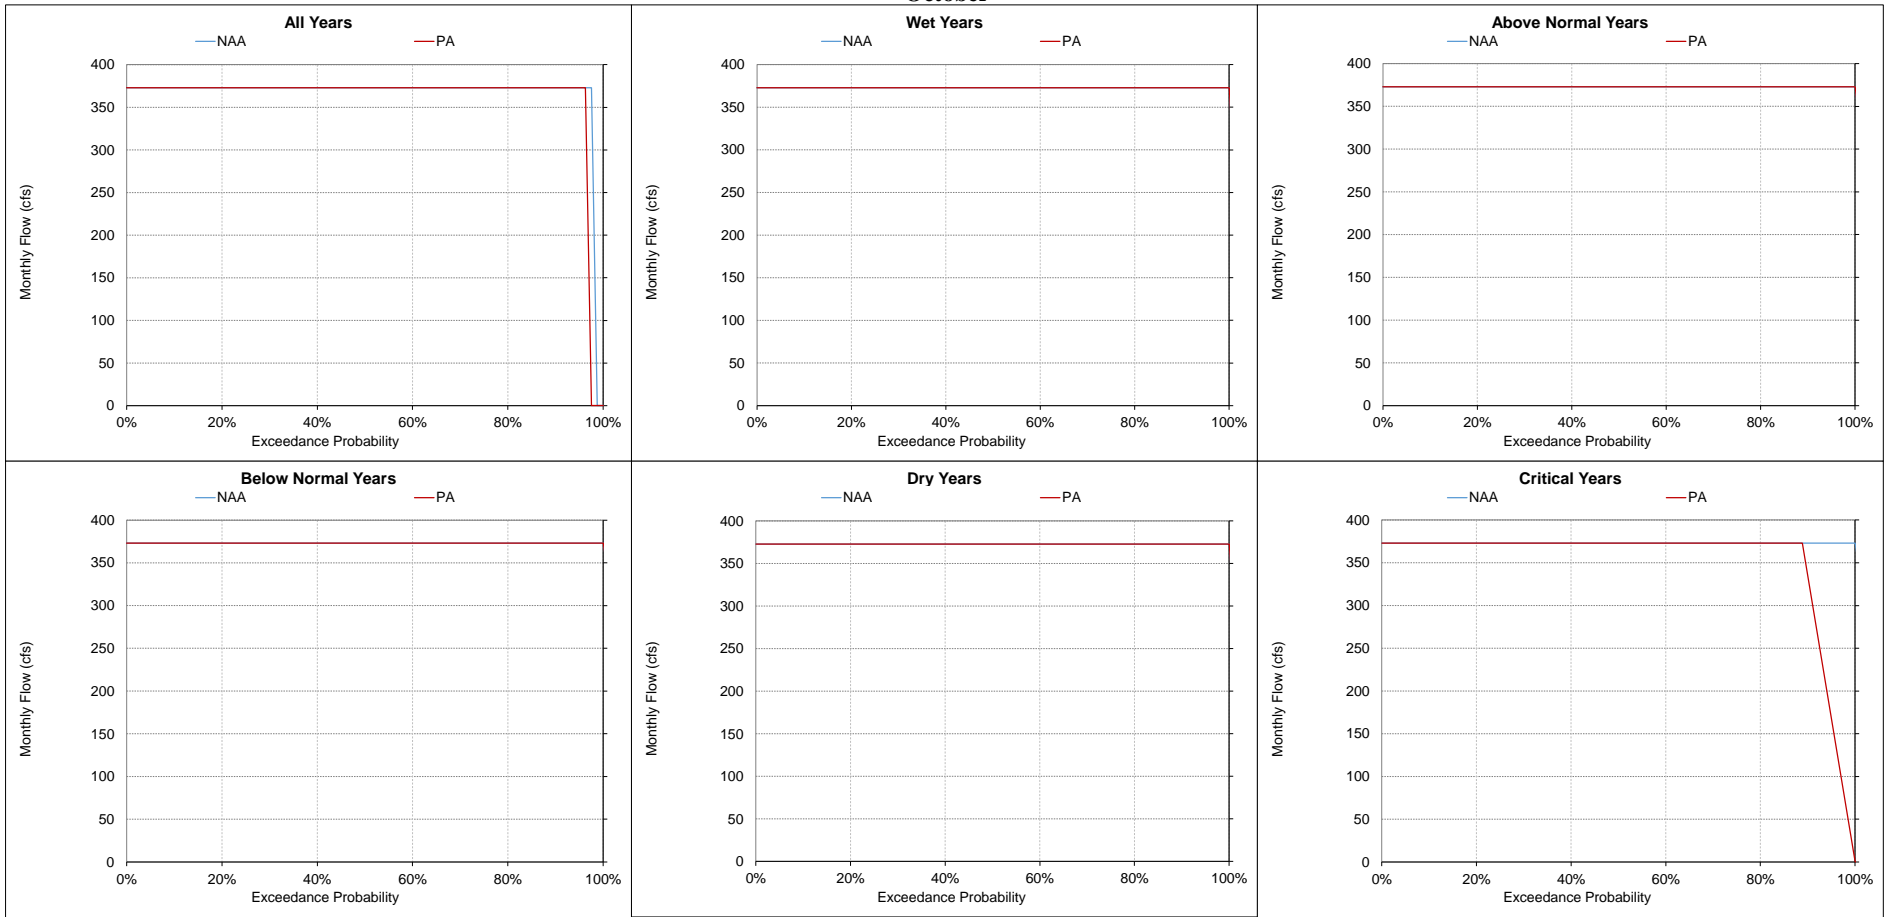 All Years
NAA PA
400
350
300
250
200
150
100
50
0
Monthly Flow (cfs)
0% 20% 40% 60% 80% 100%
Exceedance Probability
Wet Years
NAA PA
400
350
300
250
200
150
100
50
0
Monthly Flow (cfs)
0% 20% 40% 60% 80% 100%
Exceedance Probability
Above Normal Years
NAA PA
400
350
300
250
200
150
100
50
0
Monthly Flow (cfs)
0% 20% 40% 60% 80% 100%
Exceedance Probability
Below Normal Years
NAA PA
400
350
300
250
200
150
100
50
0
Monthly Flow (cfs)
0% 20% 40% 60% 80% 100%
Exceedance Probability
Dry Years
NAA PA
400
350
300
250
200
150
100
50
0
Monthly Flow (cfs)
0% 20% 40% 60% 80% 100%
Exceedance Probability
Critical Years
NAA PA
400
350
300
250
200
150
100
50
0
Monthly Flow (cfs)
0% 20% 40% 60% 80% 100%
Exceedance Probability